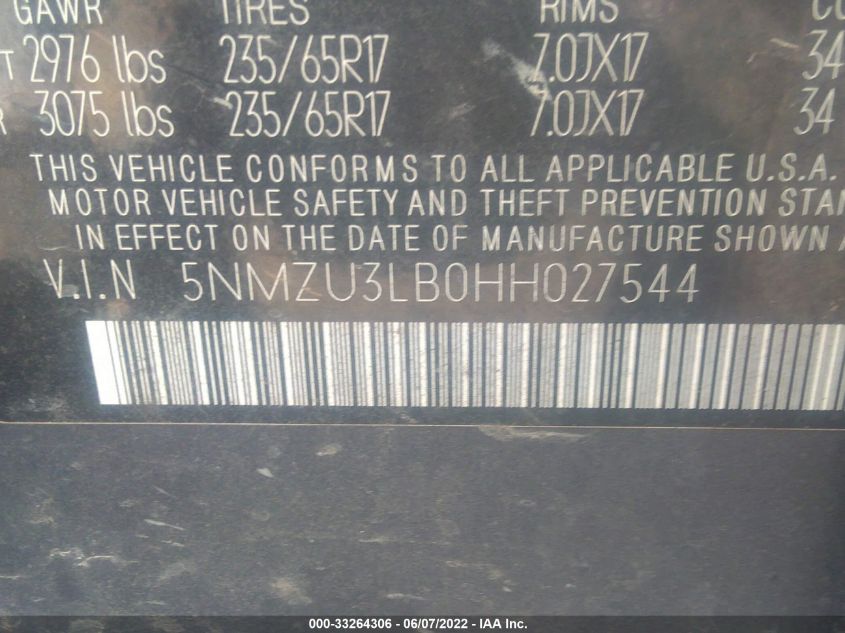 GAWR TIRES RIMS
T 2976 lbs 235/65R17 7.0JX17 34
R 3075 lbs 235/65R17 7.0JX17 34
THIS VEHICLE CONFORMS TO ALL APPLICABLE U.S.A.
MOTOR VEHICLE SAFETY AND THEFT PREVENTION STAN
IN EFFECT ON THE DATE OF MANUFACTURE SHOWN A
V.I.N 5NMZU3LB0HH027544
000-33264306 - 06/07/2022 - IAA Inc.